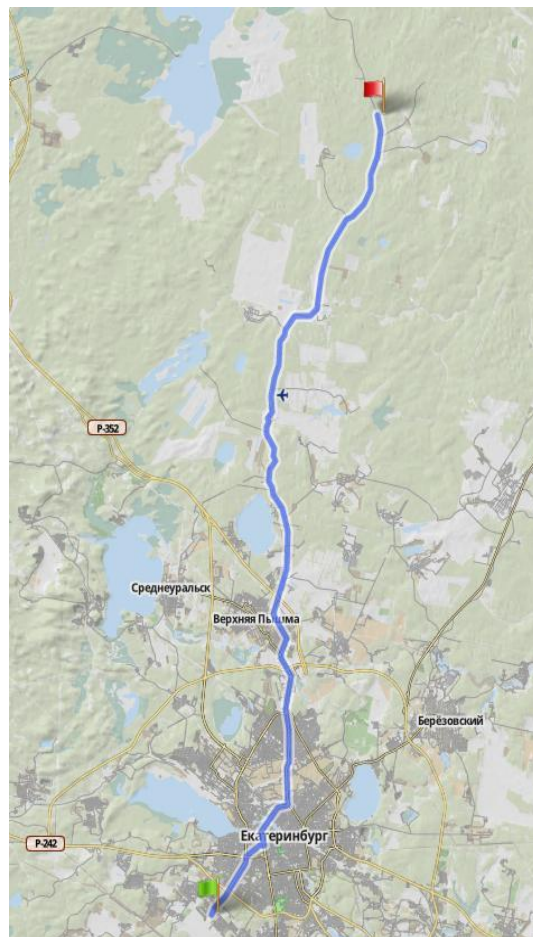 Р-352
Среднеуральск
Верхняя Пышма
Берёзовский
Екатеринбург
Р-242